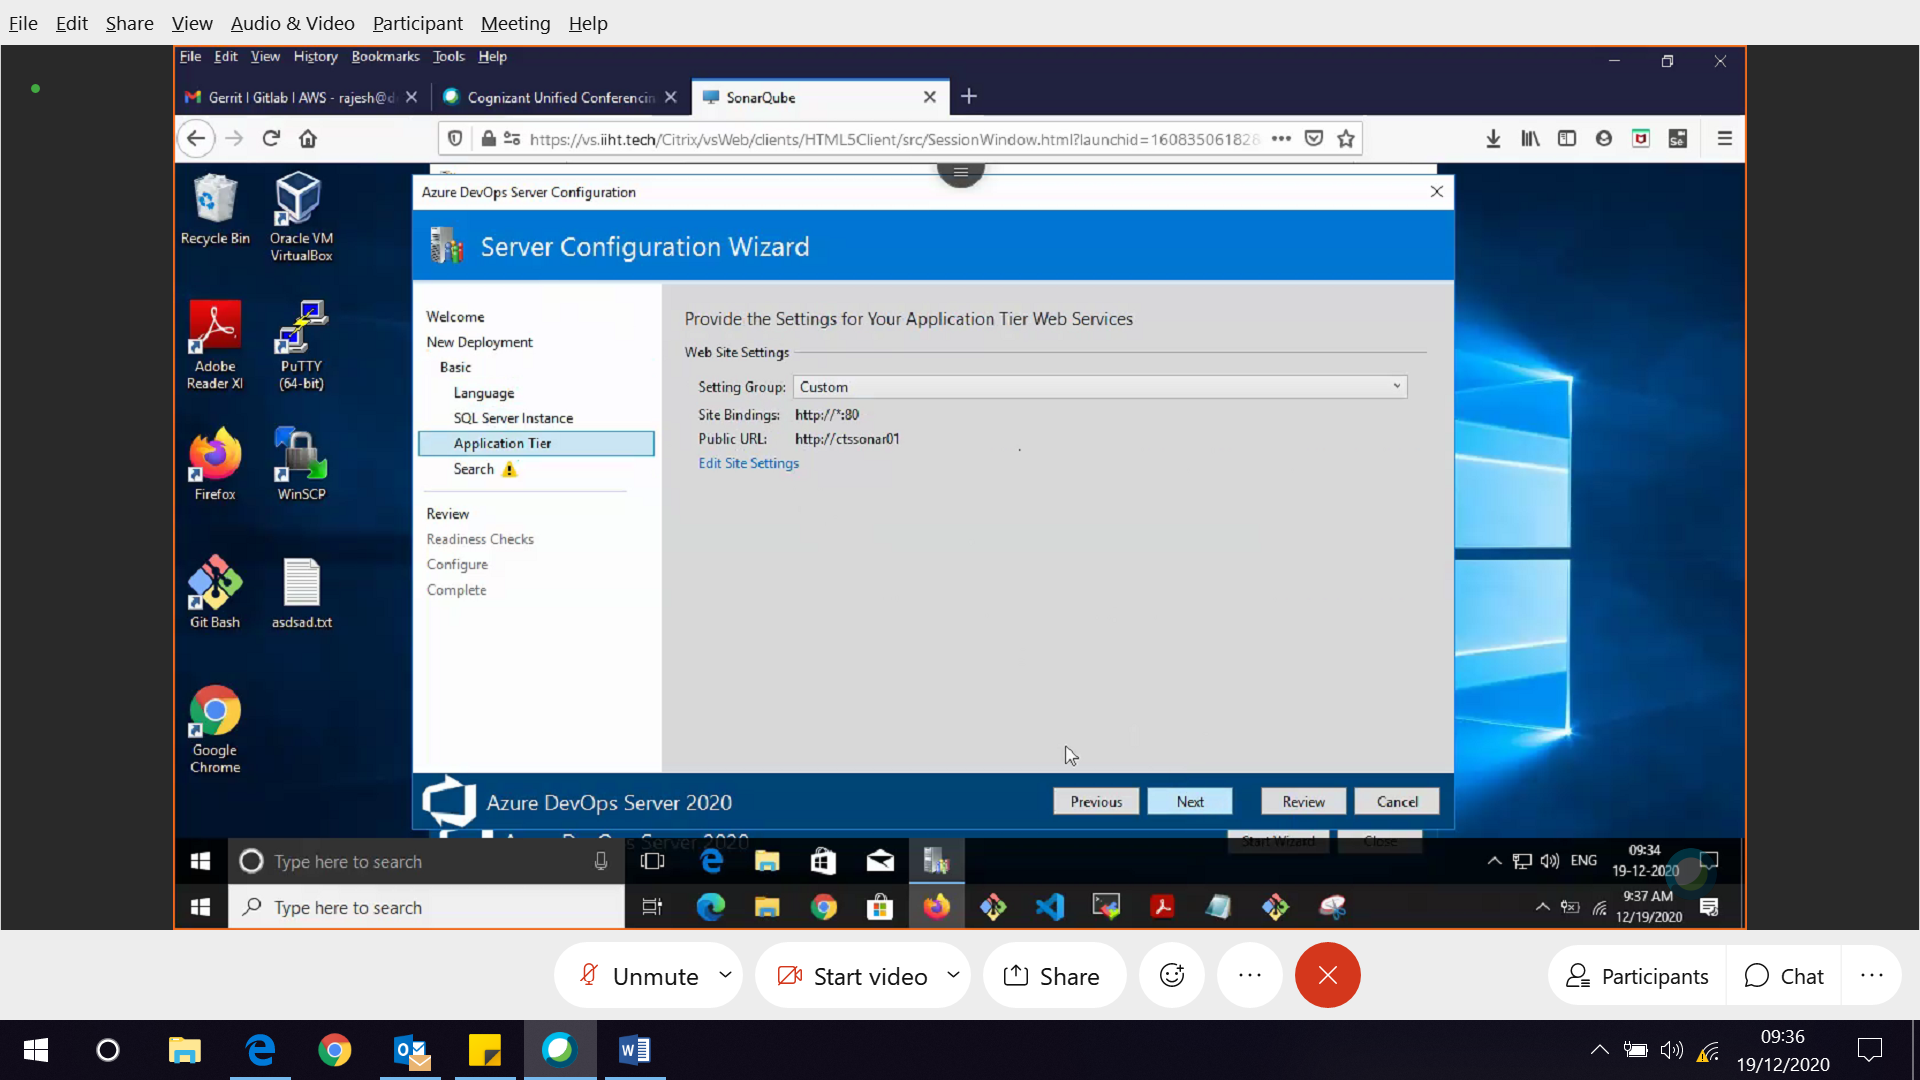 File Edit Share View Audio & Video Participant Meeting Help
File Edit View History Bookmarks Tools Help
Gerrit | Gitlab | AWS - rajesh@d
Cognizant Unified Conferencin
SonarQube
https://vs.iiht.tech/Citrix/vsWeb/clients/HTML5Client/src/SessionWindow.html?launchid=160835061828
Recycle Bin
Oracle VM
VirtualBox
Adobe
Reader XI
PuTTY
(64-bit)
Firefox
WinSCP
Git Bash
asdsad.txt
Google
Chrome
Azure DevOps Server Configuration
Server Configuration Wizard
Welcome
New Deployment
Basic
Language
SQL Server Instance
Application Tier
Search
Review
Readiness Checks
Configure
Complete
Provide the Settings for Your Application Tier Web Services
Web Site Settings
Setting Group: Custom
Site Bindings: http://*:80
Public URL: http://ctssonar01
Edit Site Settings
Azure DevOps Server 2020
Previous Next Review Cancel
Start Wizard Close
Type here to search
ENG
09:34
19-12-2020
Type here to search
9:37 AM
12/19/2020
Unmute
Start video
Share
Participants
Chat
09:36
19/12/2020